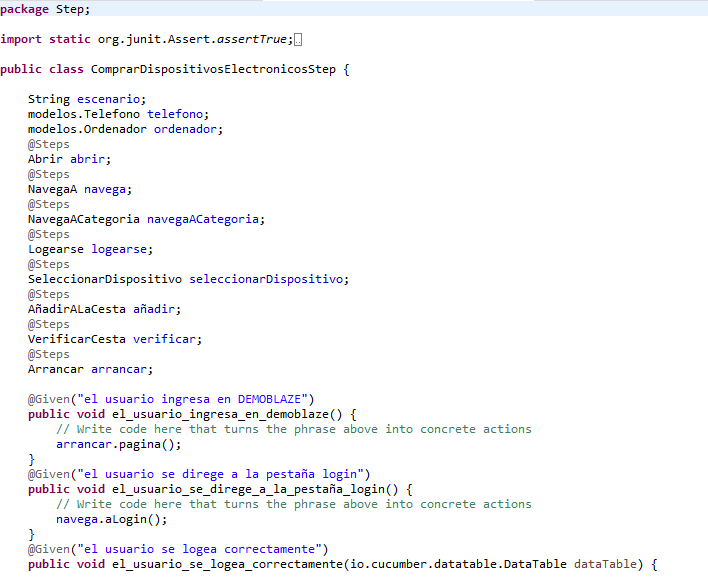 package Step;
import static org.junit.Assert.assertTrue;
public class ComprarDispositivosElectronicosStep {
String escenario;
modelos.Telefono telefono;
modelos.Ordenador ordenador;
@Steps
Abrir abrir;
@Steps
NavegaA navega;
@Steps
NavegaACategoria navegaACategoria;
@Steps
Logearse logearse;
@Steps
SeleccionarDispositivo seleccionarDispositivo;
@Steps
AñadirALaCesta añadir;
@Steps
VerificarCesta verificar;
@Steps
Arrancar arrancar;
@Given("el usuario ingresa en DEMOBLAZE")
public void el_usuario_ingresa_en_demoblaze() {
// Write code here that turns the phrase above into concrete actions
arrancar.pagina();
}
@Given("el usuario se direge a la pestaña login")
public void el_usuario_se_direge_a_la_pestaña_login() {
// Write code here that turns the phrase above into concrete actions
navega.aLogin();
}
@Given("el usuario se logea correctamente")
public void el_usuario_se_logea_correctamente(io.cucumber.datatable.DataTable dataTable) {